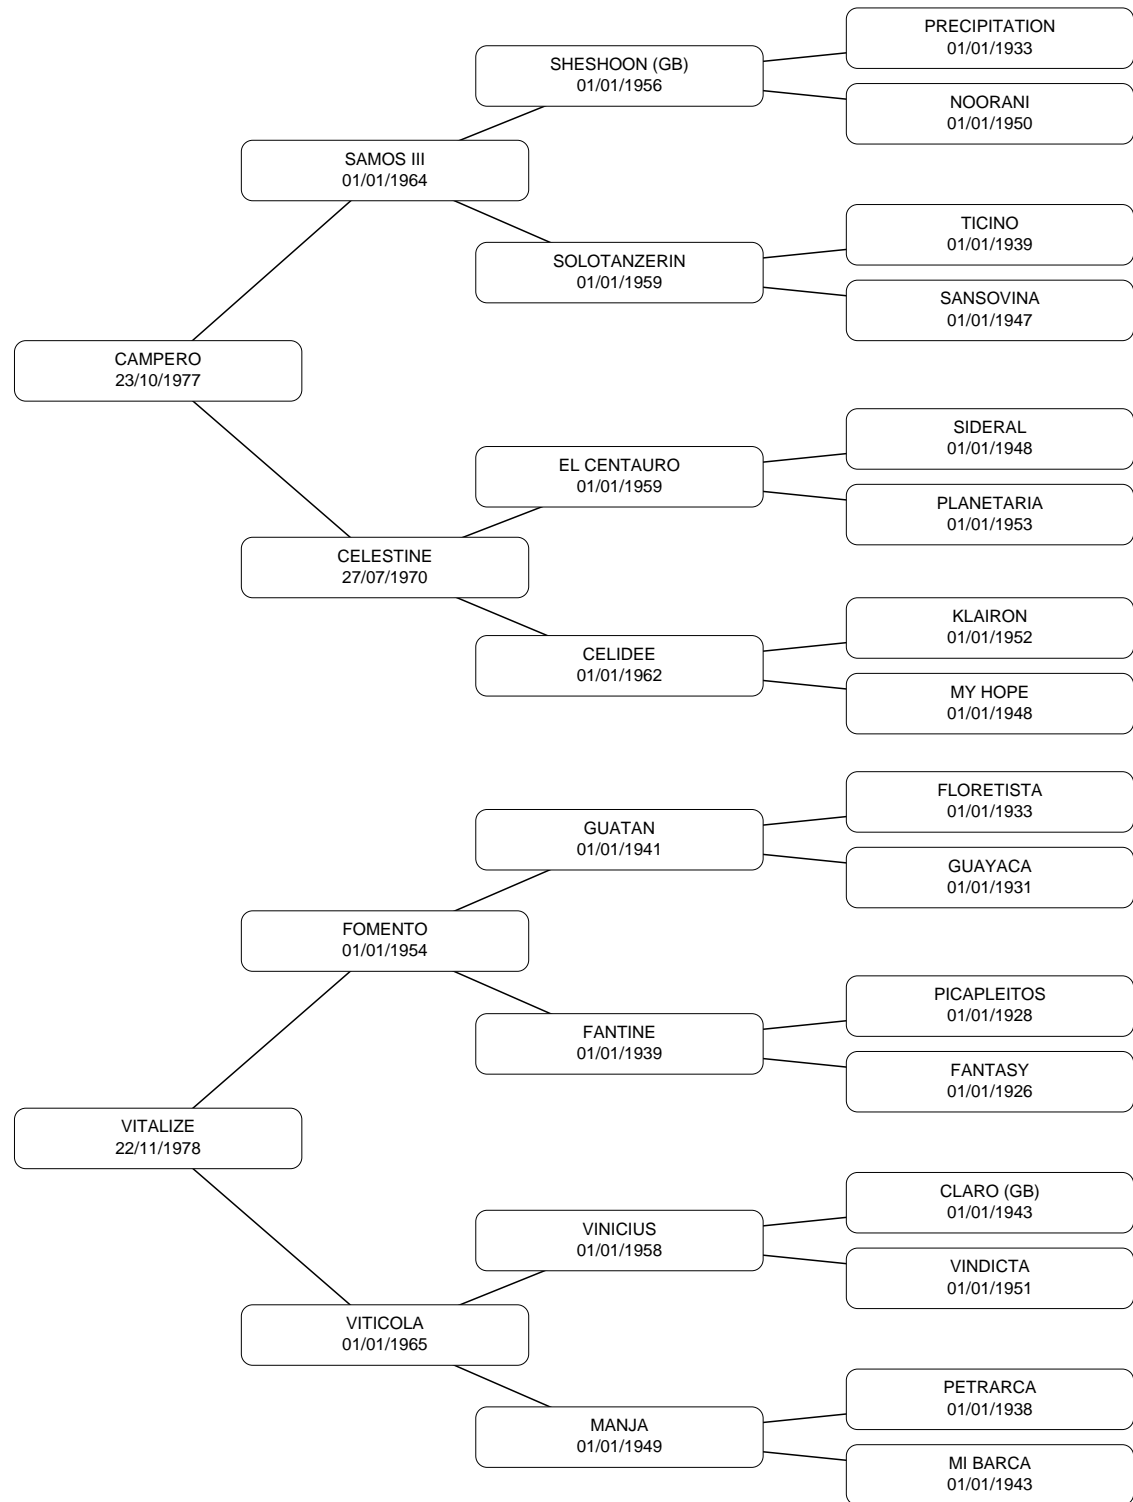 PRECIPITATION
01/01/1933
SHESHOON (GB)
01/01/1956
NOORANI
01/01/1950
SAMOS III
01/01/1964
TICINO
01/01/1939
SOLOTANZERIN
01/01/1959
SANSOVINA
01/01/1947
CAMPERO
23/10/1977
SIDERAL
01/01/1948
EL CENTAURO
01/01/1959
PLANETARIA
01/01/1953
CELESTINE
27/07/1970
KLAIRON
01/01/1952
CELIDEE
01/01/1962
MY HOPE
01/01/1948
FLORETISTA
01/01/1933
GUATAN
01/01/1941
GUAYACA
01/01/1931
FOMENTO
01/01/1954
PICAPLEITOS
01/01/1928
FANTINE
01/01/1939
FANTASY
01/01/1926
VITALIZE
22/11/1978
CLARO (GB)
01/01/1943
VINICIUS
01/01/1958
VINDICTA
01/01/1951
VITICOLA
01/01/1965
PETRARCA
01/01/1938
MANJA
01/01/1949
MI BARCA
01/01/1943